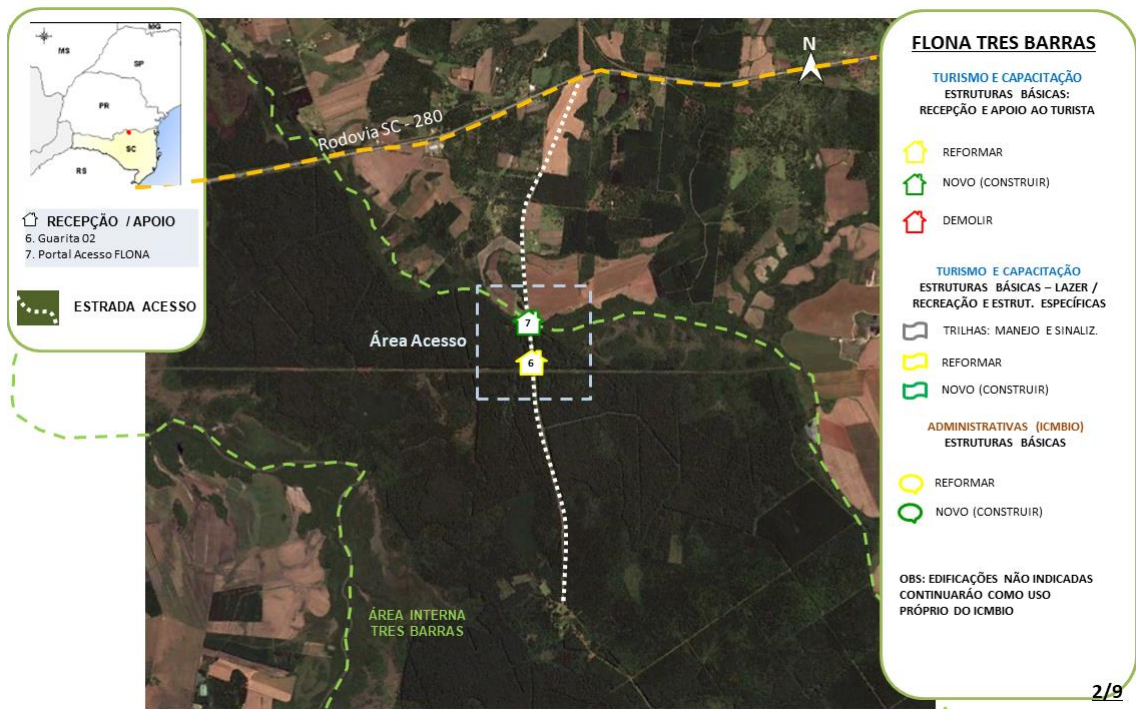 MG
MS
SP
PR
SC
RS
RECEPÇÃO / APOIO
6. Guarita 02
7. Portal Acesso FLONA
ESTRADA ACESSO
Rodovia SC - 280
N
Área Acesso
7
6
ÁREA INTERNA
TRES BARRAS
FLONA TRES BARRAS
TURISMO E CAPACITAÇÃO
ESTRUTURAS BÁSICAS:
RECEPÇÃO E APOIO AO TURISTA
REFORMAR
NOVO (CONSTRUIR)
DEMOLIR
TURISMO E CAPACITAÇÃO
ESTRUTURAS BÁSICAS – LAZER /
RECREAÇÃO E ESTRUT. ESPECÍFICAS
TRILHAS: MANEJO E SINALIZ.
REFORMAR
NOVO (CONSTRUIR)
ADMINISTRATIVAS (ICMBIO)
ESTRUTURAS BÁSICAS
REFORMAR
NOVO (CONSTRUIR)
OBS: EDIFICAÇÕES NÃO INDICADAS
CONTINUARÁO COMO USO
PRÓPRIO DO ICMBIO
2/9